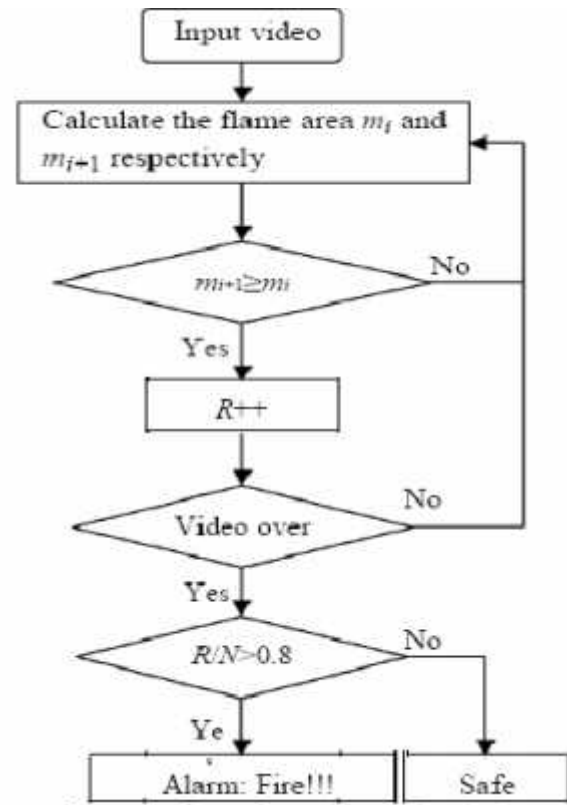 Input video
Calculate the flame area mᵢ and
mᵢ₊₁ respectively
mᵢ₊₁≥mᵢ
No
Yes
R++
No
Video over
Yes
R/N>0.8
No
Ye
Alarm: Fire!!!
Safe